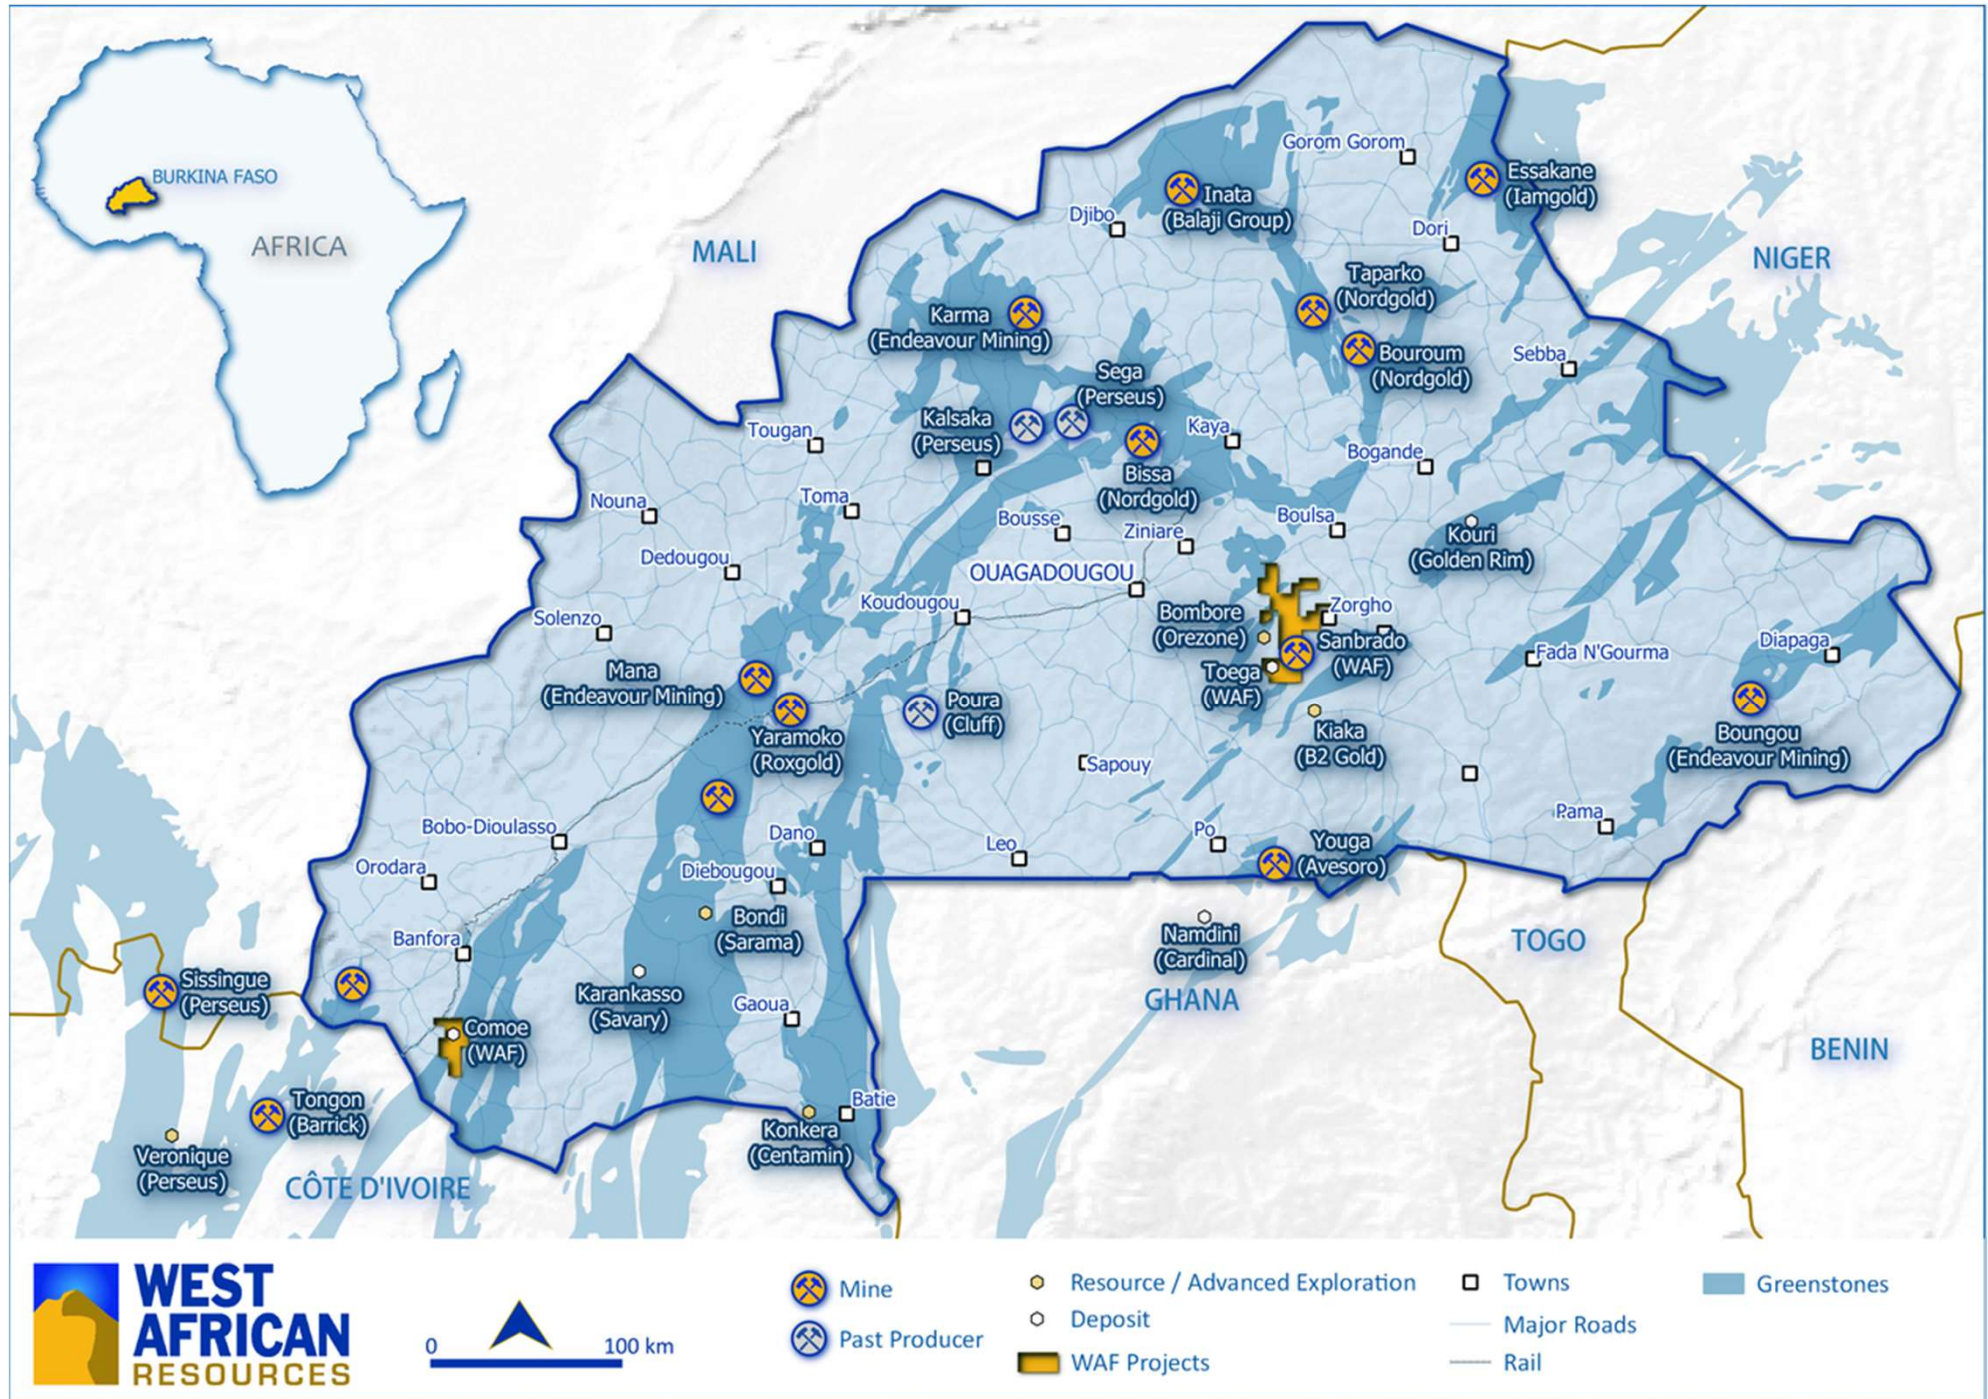 BURKINA FASO
AFRICA
MALI
NIGER
Gorom Gorom
Essakane
(Iamgold)
Inata
(Balaji Group)
Djibo
Dori
Taparko
(Nordgold)
Karma
(Endeavour Mining)
Bouroum
(Nordgold)
Sebba
Sega
(Perseus)
Kalsaka
(Perseus)
Tougan
Kaya
Bogande
Bissa
(Nordgold)
Nouna
Toma
Bousse
Ziniare
Boulsa
Kouri
(Golden Rim)
Dedougou
OUAGADOUGOU
Koudougou
Solenzo
Bombore
(Orezone)
Zorgho
Sanbrado
(WAF)
Toega
(WAF)
Fada N'Gourma
Diapaga
Mana
(Endeavour Mining)
Poura
(Cluff)
Yaramoko
(Roxgold)
Kiaka
(B2 Gold)
Boungou
(Endeavour Mining)
Sapouy
Pama
Bobo-Dioulasso
Dano
Leo
Po
Youga
(Avesoro)
Orodara
Diebougou
Bondi
(Sarama)
Namdini
(Cardinal)
GHANA
TOGO
BENIN
Banfora
Sissingue
(Perseus)
Karankasso
(Savary)
Gaoua
Comoe
(WAF)
Tongon
(Barrick)
Batie
Konkera
(Centamin)
Veronique
(Perseus)
CÔTE D'IVOIRE
WEST
AFRICAN
RESOURCES
0 100 km
Mine
Past Producer
Resource / Advanced Exploration
Deposit
WAF Projects
Towns
Major Roads
Rail
Greenstones